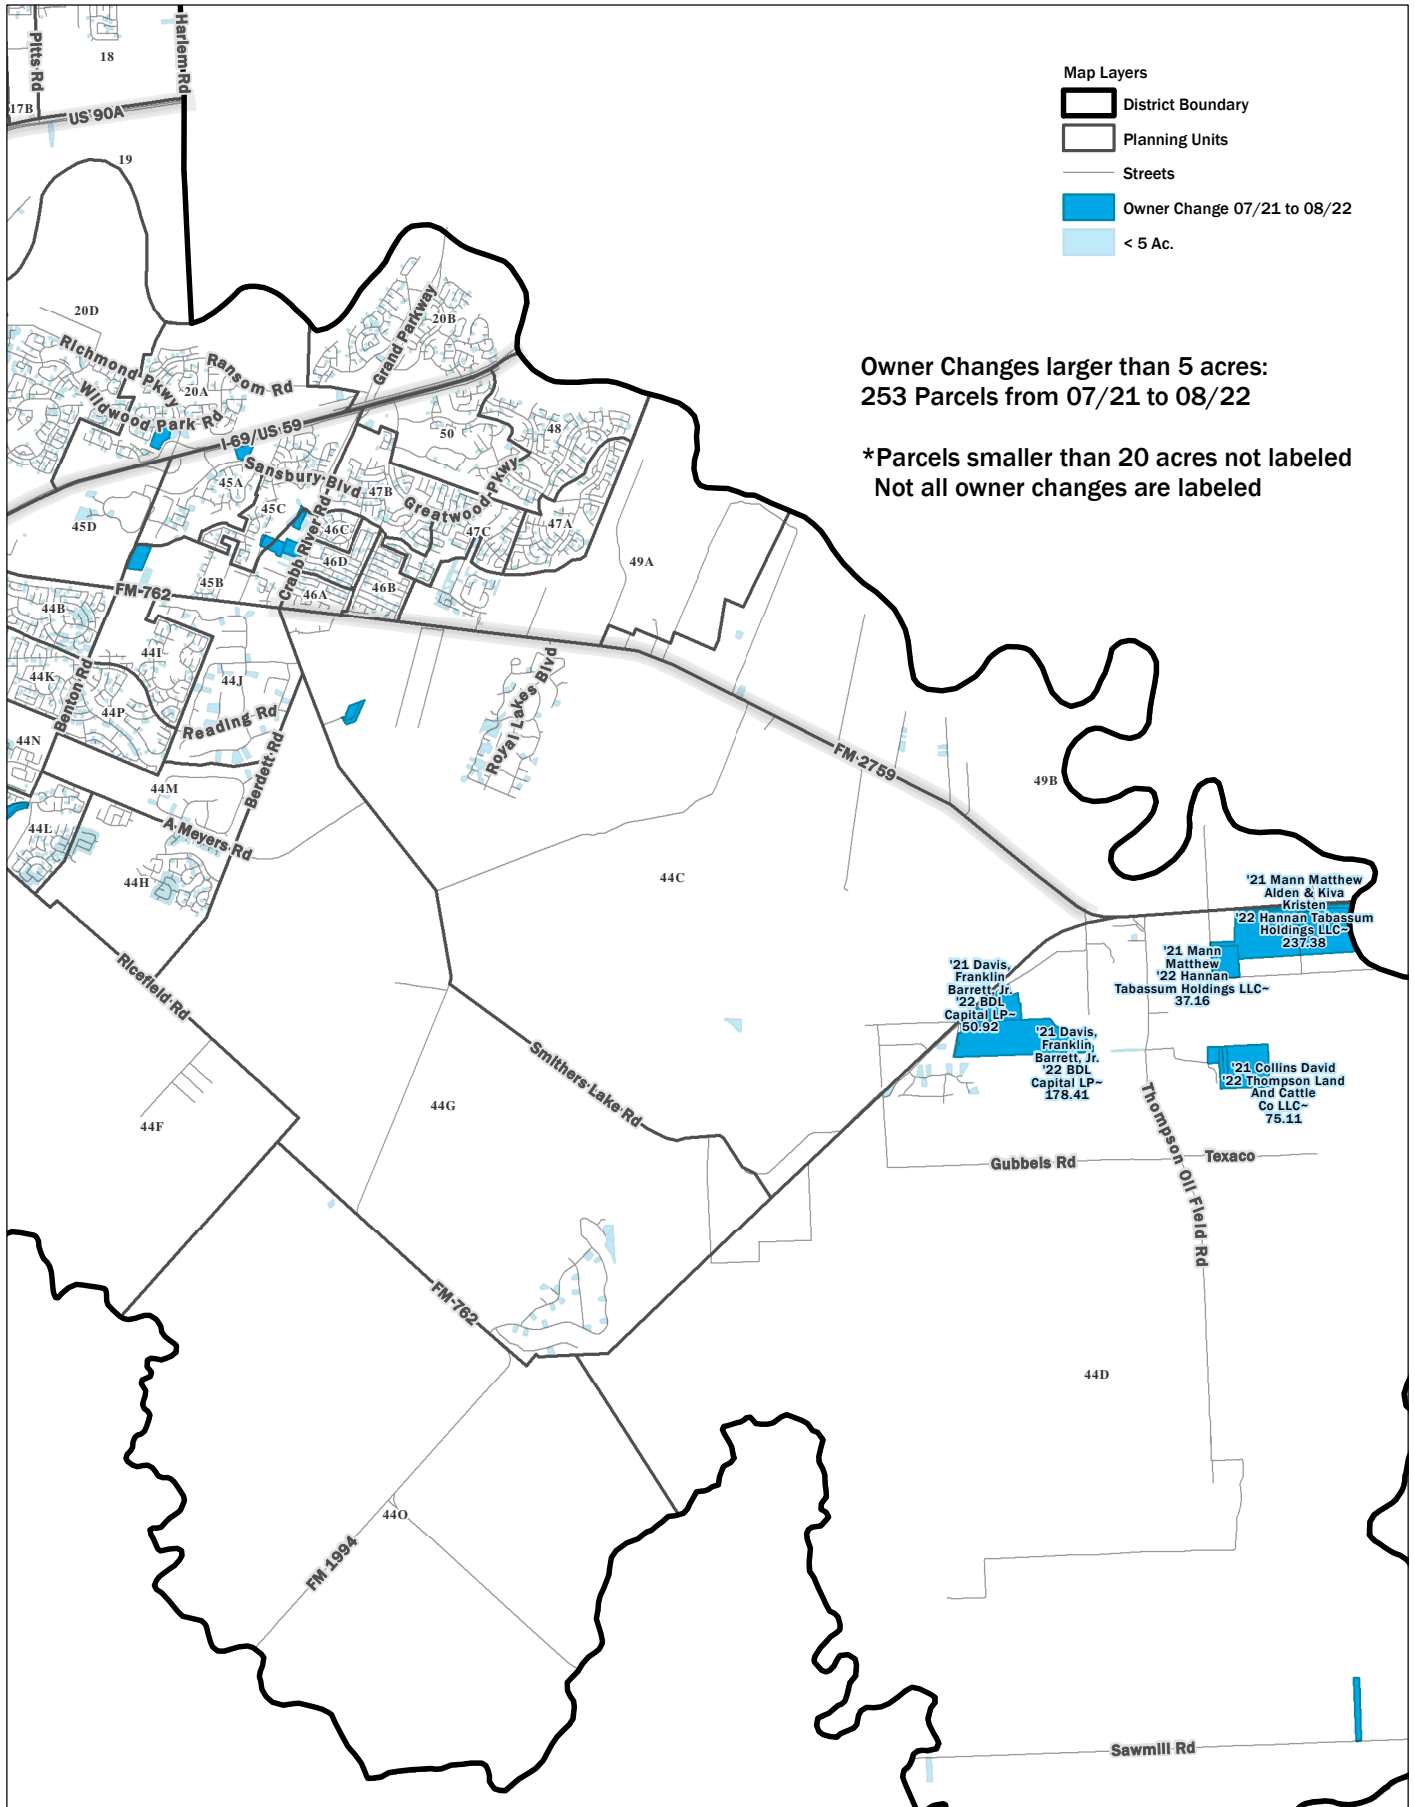 Pitts Rd
Harlem Rd
18
17B
US 90A
19
Map Layers
District Boundary
Planning Units
Streets
Owner Change 07/21 to 08/22
< 5 Ac.
Owner Changes larger than 5 acres:
253 Parcels from 07/21 to 08/22
*Parcels smaller than 20 acres not labeled
Not all owner changes are labeled
20D
20B
Grand Parkway
Richmond Pkwy
Ransom Rd
20A
Wildwood Park Rd
I-69/US 59
50
48
Sansbury Blvd
45A
47B
Greatwood Pkwy
45C
45D
Crabb River Rd
46C
47C
47A
46D
49A
45B
46A
46B
FM-762
44B
44I
44K
Benton Rd
44J
44P
Reading Rd
Royal Lakes Blvd
44N
Berdett Rd
FM-2759
44M
49B
44L
A Meyers Rd
44H
44C
'21 Mann Matthew
Alden & Kiva
Kristen
'22 Hannan Tabassum
Holdings LLC~
237.38
'21 Mann
Matthew
'22 Hannan
Tabassum Holdings LLC~
37.16
'21 Davis,
Franklin
Barrett, Jr.
'22 BDL
Capital LP~
50.92
'21 Davis,
Franklin
Barrett, Jr.
'22 BDL
Capital LP~
178.41
'21 Collins David
'22 Thompson Land
And Cattle
Co LLC~
75.11
Ricefield Rd
Smithers Lake Rd
44G
44F
Thompson Oil Field Rd
Gubbels Rd
Texaco
FM-762
44D
44O
FM 1994
Sawmill Rd